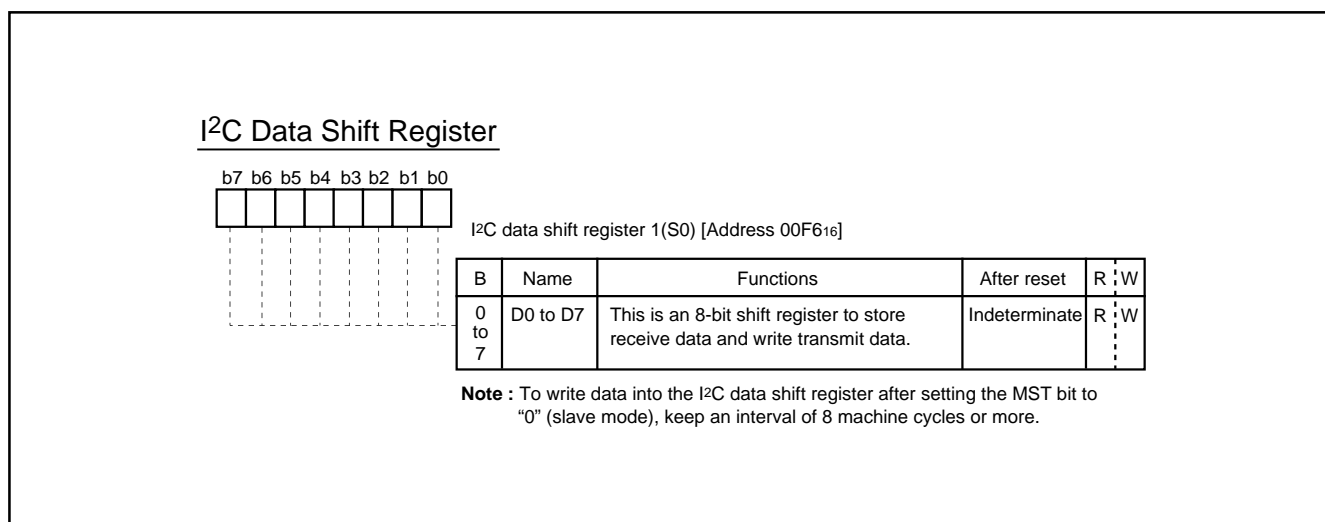 I2C Data Shift Register
b7 b6 b5 b4 b3 b2 b1 b0
I2C data shift register 1(S0) [Address 00F616]
B Name Functions After reset R W
0 to 7 D0 to D7 This is an 8-bit shift register to store Indeterminate R W
receive data and write transmit data.
Note : To write data into the I2C data shift register after setting the MST bit to
“0” (slave mode), keep an interval of 8 machine cycles or more.